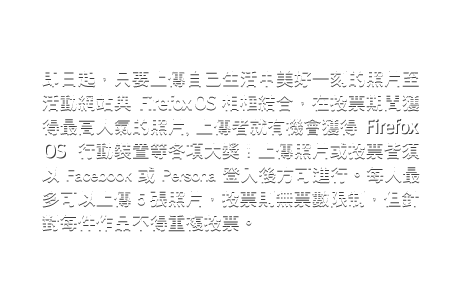 即日起，只要上傳自己生活中美好一刻的照片至
活動網站與 Firefox OS 相框結合，在投票期間獲
得最高人氣的照片, 上傳者就有機會獲得 Firefox
OS 行動裝置等各項大獎！上傳照片或投票皆須
以 Facebook 或 Persona 登入後方可進行。每人最
多可以上傳 5 張照片，投票則無票數限制，但針
對每件作品不得重複投票。